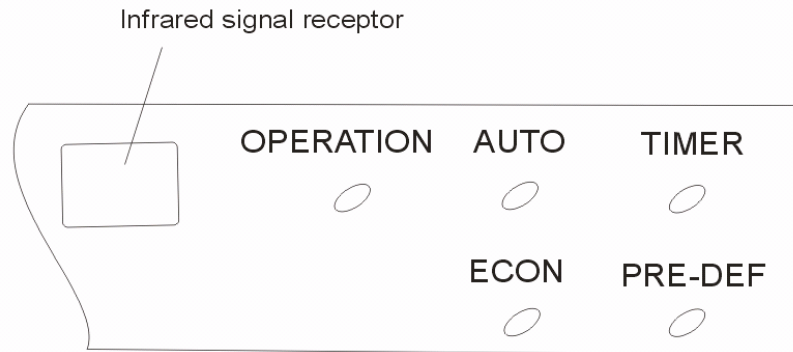 Infrared signal receptor
OPERATION AUTO TIMER
ECON PRE-DEF